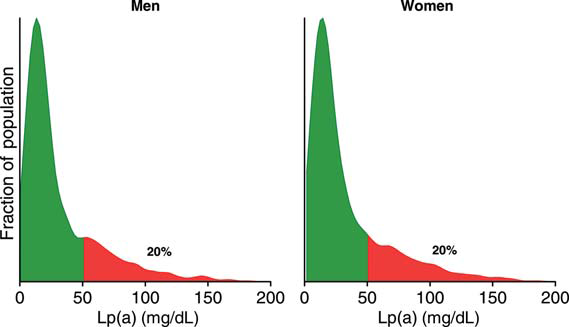 Men
Women
Fraction of population
20%
20%
0 50 100 150 200
0 50 100 150 200
Lp(a) (mg/dL)
Lp(a) (mg/dL)